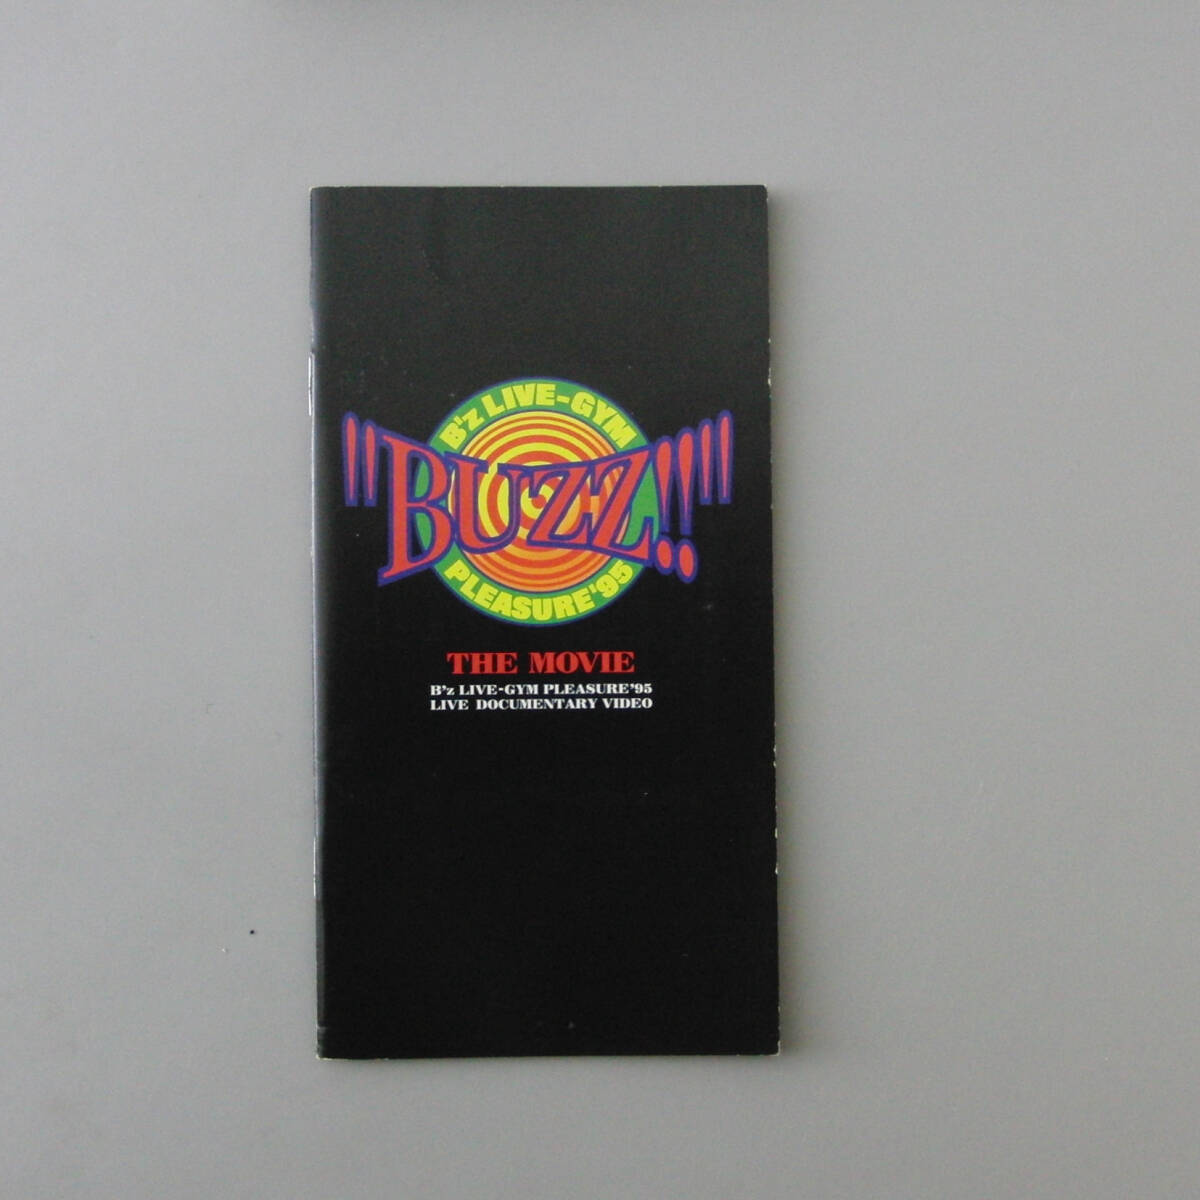 B'z LIVE-GYM
"BUZZ!!"
PLEASURE'95
THE MOVIE
B'z LIVE-GYM PLEASURE'95
LIVE DOCUMENTARY VIDEO